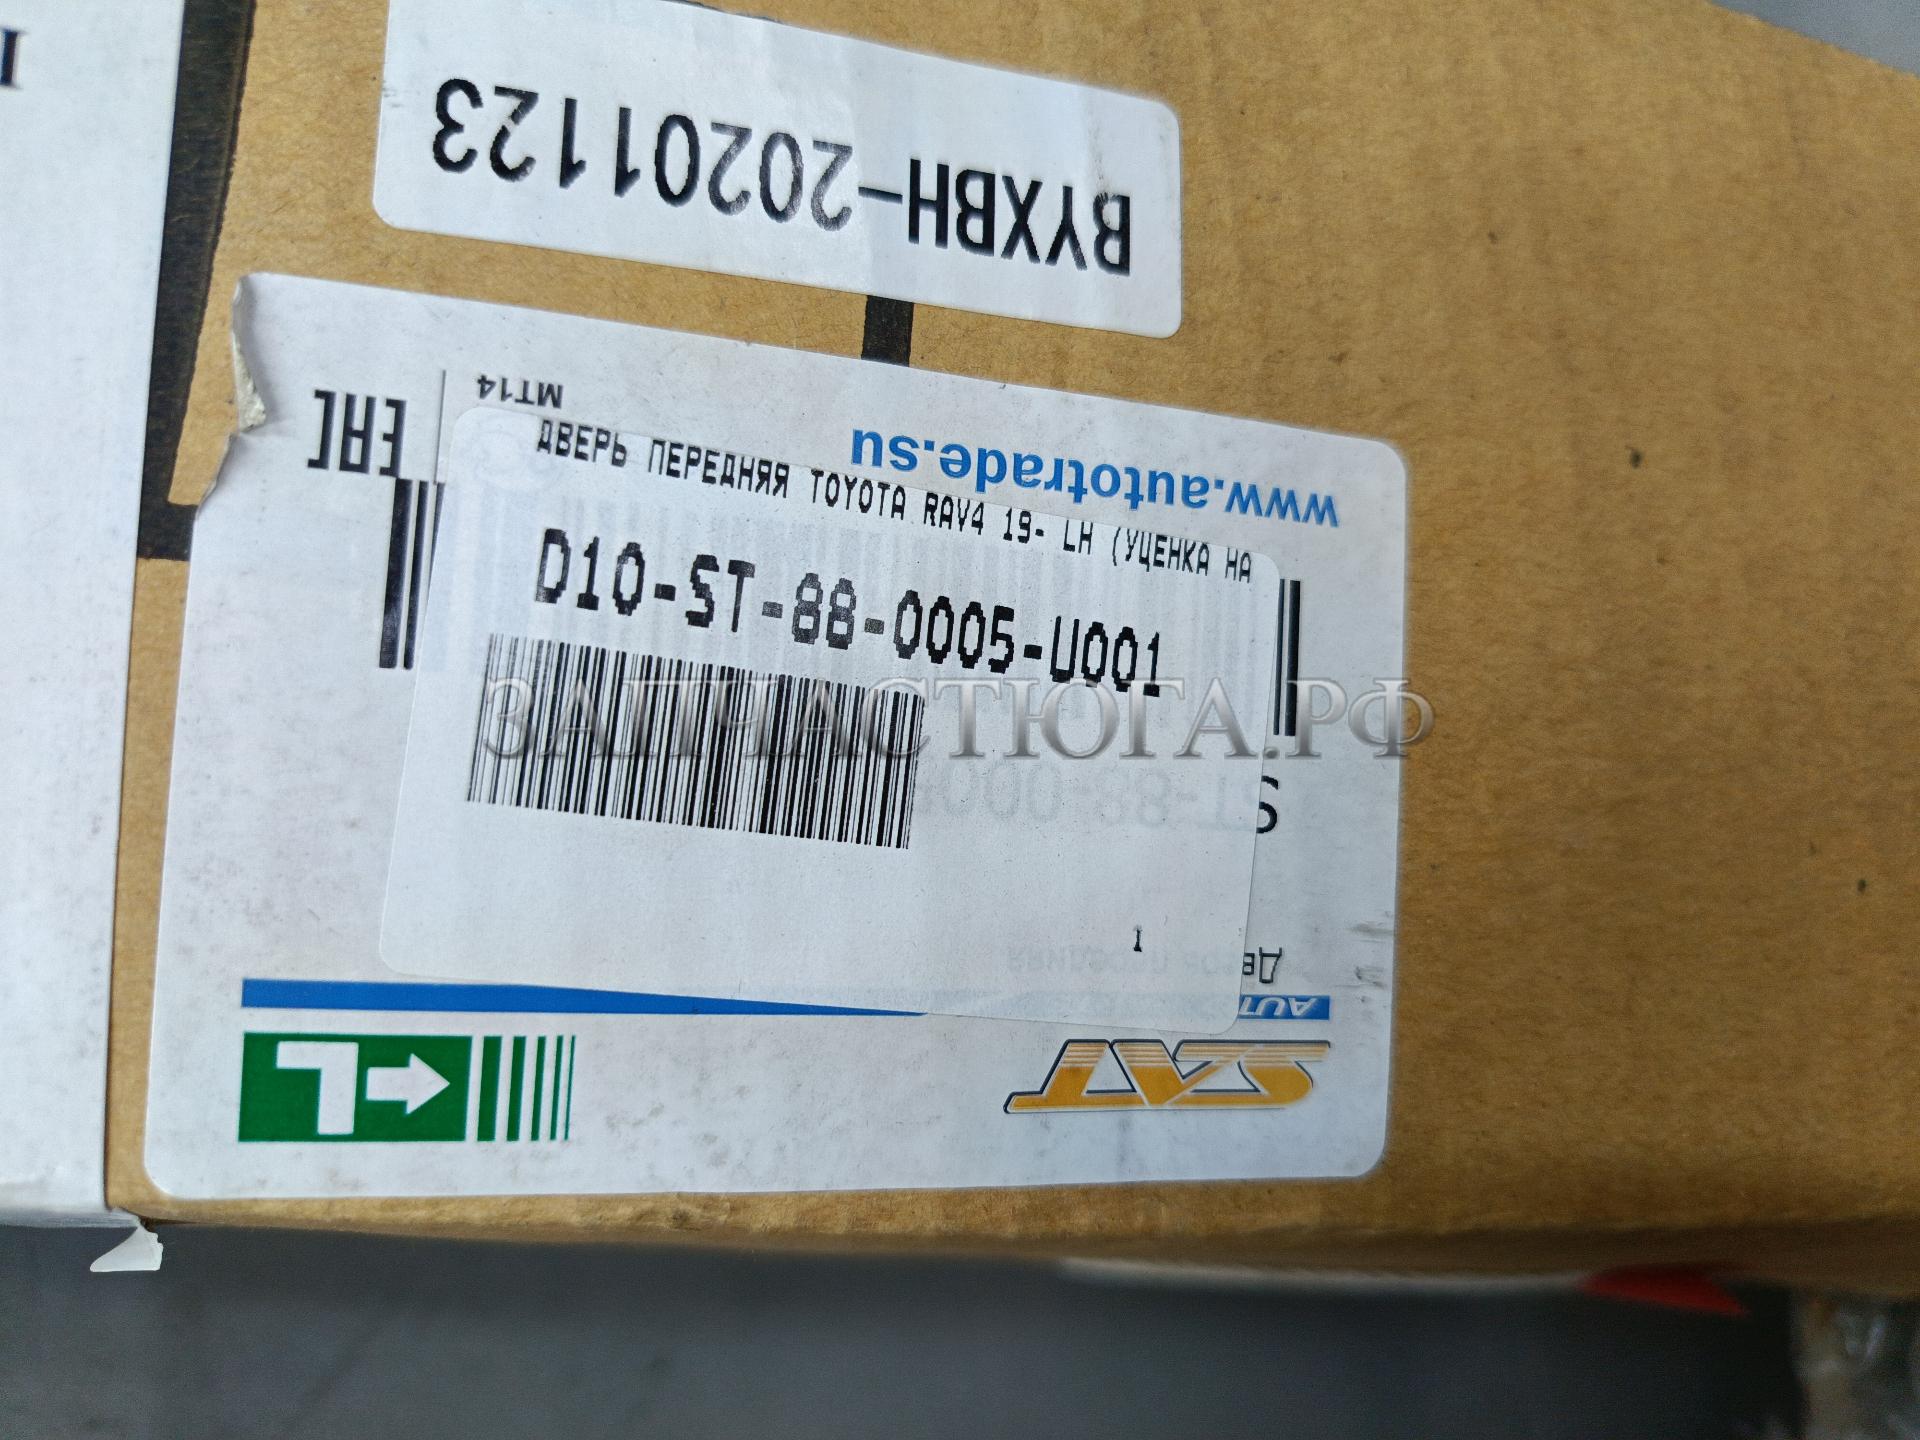 BYXBH-20201123
MT14
EAC
www.autotrade.su
ДВЕРЬ ПЕРЕДНЯЯ TOYOTA RAV4 19- LH (УЦЕНКА НА
D10-ST-88-0005-U001
ЗАПЧАСТЮГА.РФ
1
SAT
L